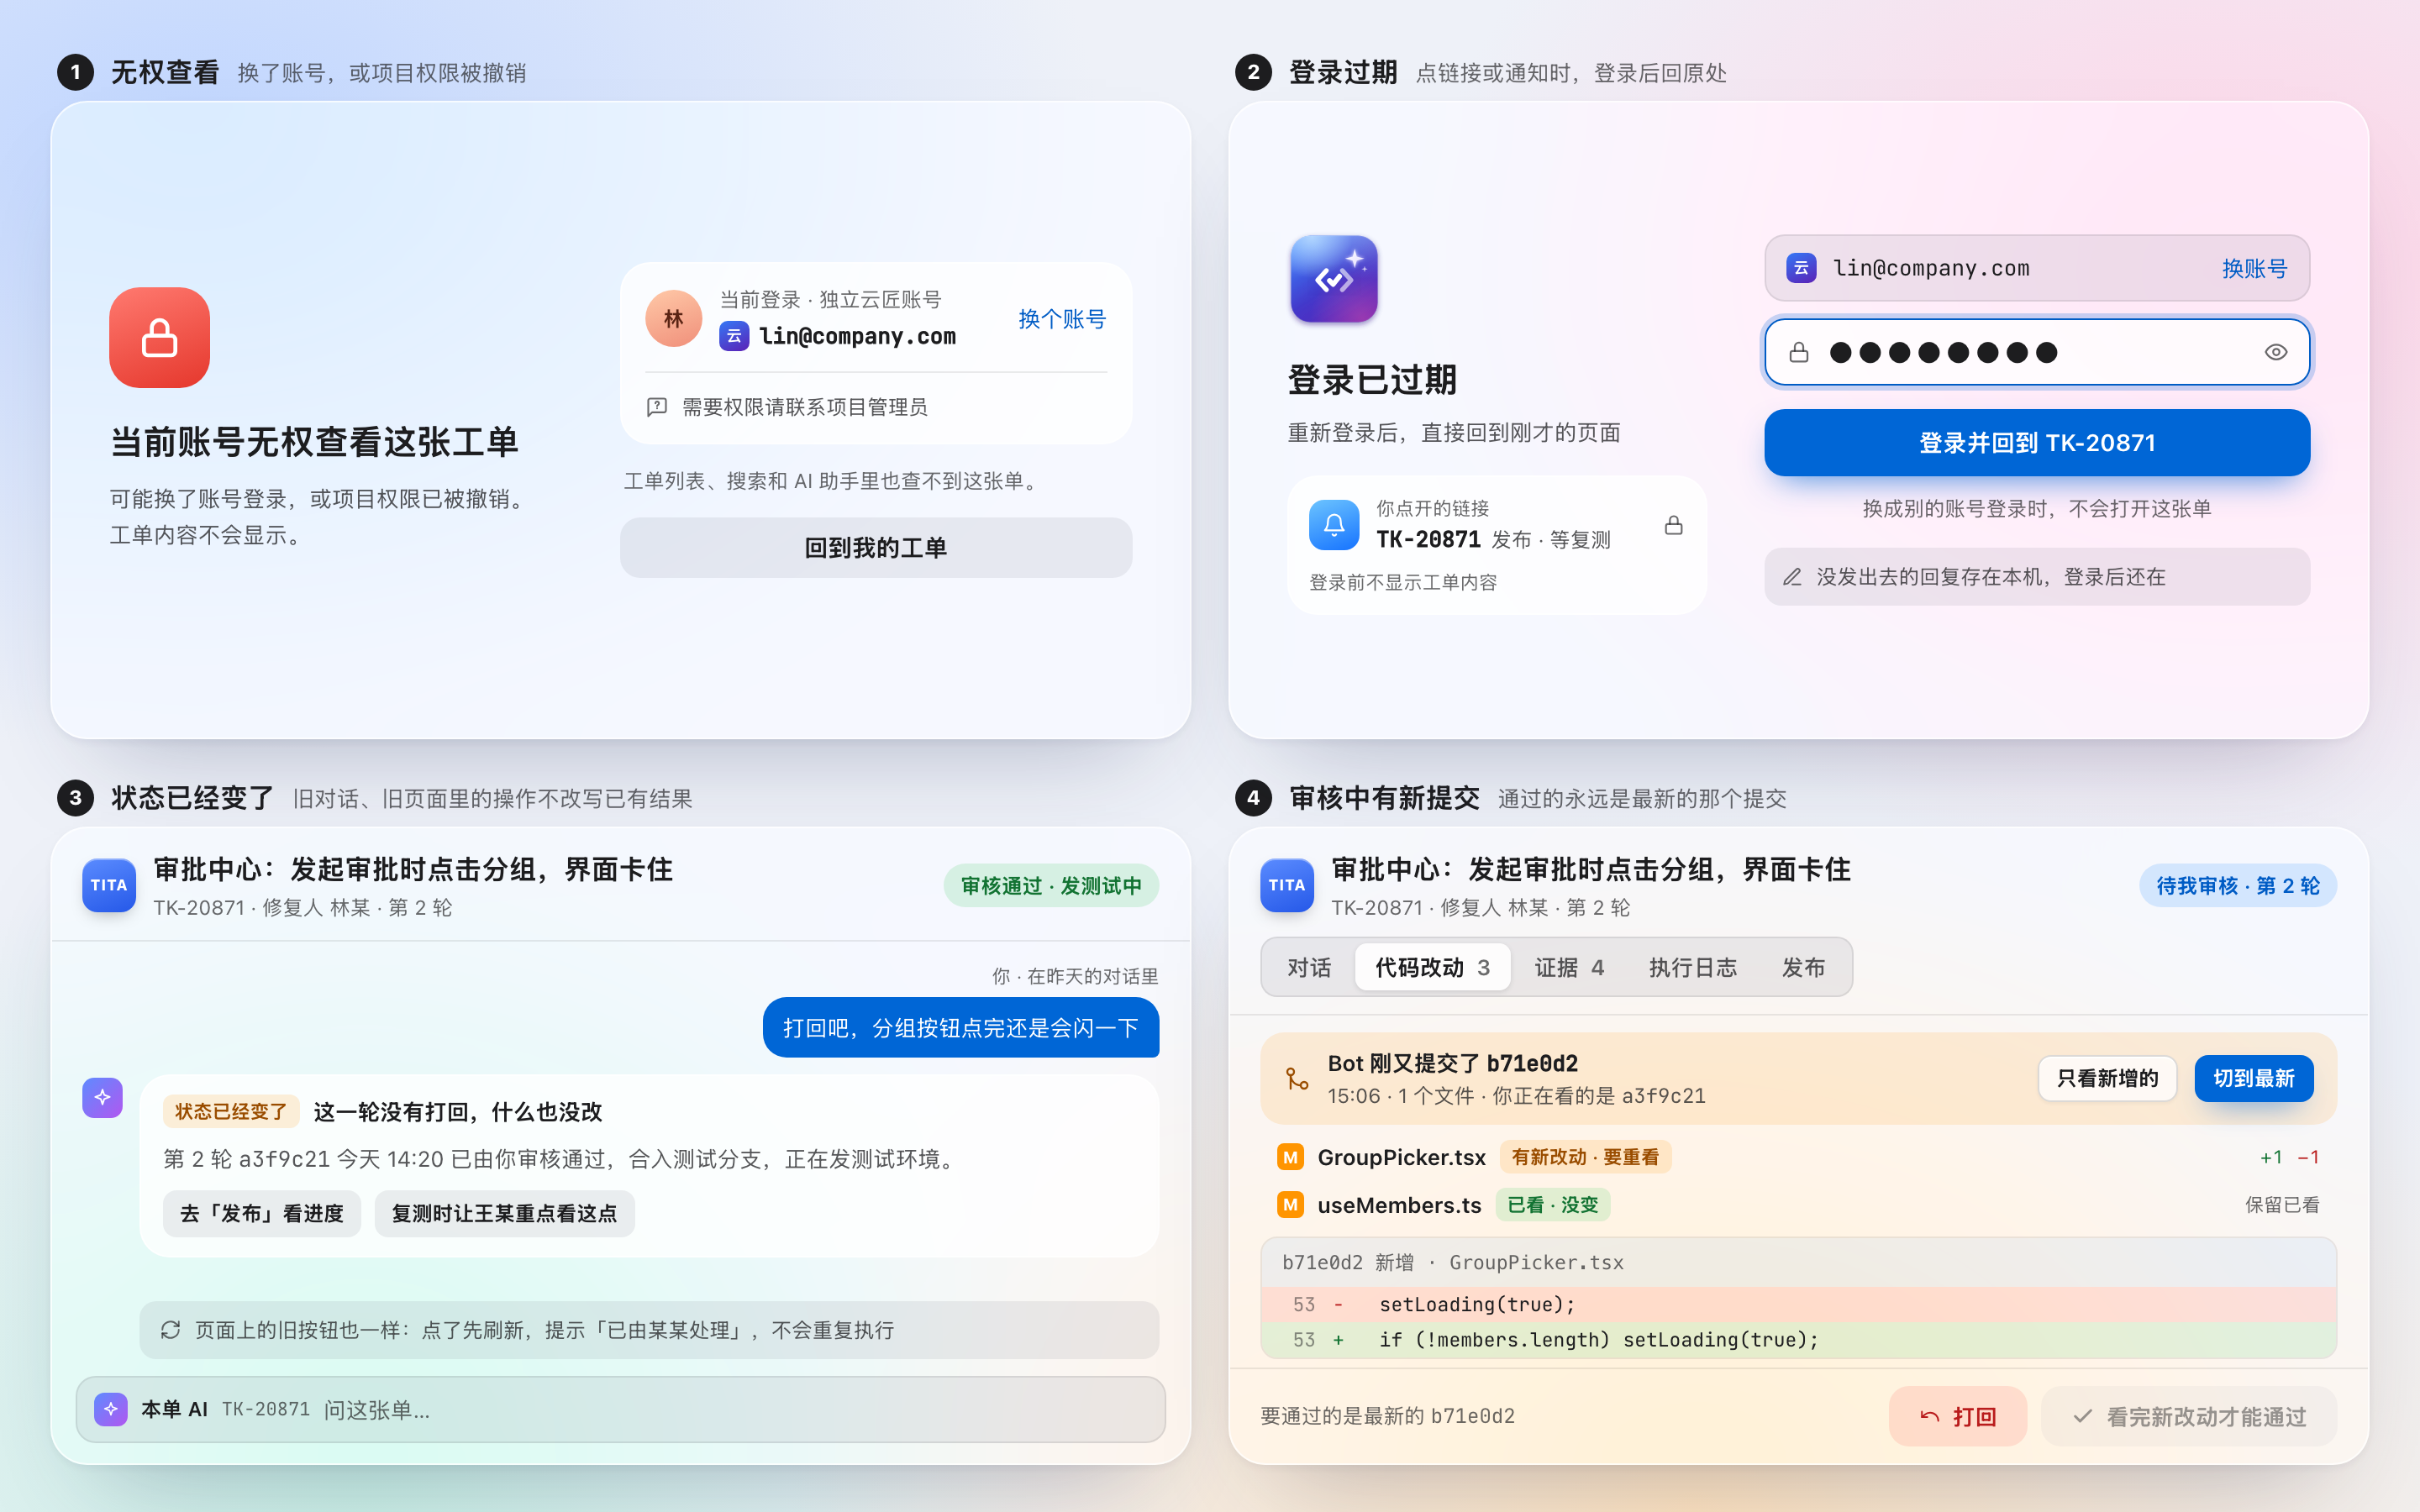 1 无权查看 换了账号，或项目权限被撤销
当前账号无权查看这张工单
可能换了账号登录，或项目权限已被撤销。
工单内容不会显示。
林
当前登录 · 独立云匠账号
云 lin@company.com
换个账号
需要权限请联系项目管理员
工单列表、搜索和 AI 助手里也查不到这张单。
回到我的工单
2 登录过期 点链接或通知时，登录后回原处
登录已过期
重新登录后，直接回到刚才的页面
你点开的链接
TK-20871 发布 · 等复测
登录前不显示工单内容
云 lin@company.com 换账号
●●●●●●●●
登录并回到 TK-20871
换成别的账号登录时，不会打开这张单
没发出去的回复存在本机，登录后还在
3 状态已经变了 旧对话、旧页面里的操作不改写已有结果
TITA
审批中心：发起审批时点击分组，界面卡住
TK-20871 · 修复人 林某 · 第 2 轮
审核通过 · 发测试中
你 · 在昨天的对话里
打回吧，分组按钮点完还是会闪一下
状态已经变了 这一轮没有打回，什么也没改
第 2 轮 a3f9c21 今天 14:20 已由你审核通过，合入测试分支，正在发测试环境。
去「发布」看进度 复测时让王某重点看这点
页面上的旧按钮也一样：点了先刷新，提示「已由某某处理」，不会重复执行
本单 AI TK-20871 问这张单...
4 审核中有新提交 通过的永远是最新的那个提交
TITA
审批中心：发起审批时点击分组，界面卡住
TK-20871 · 修复人 林某 · 第 2 轮
待我审核 · 第 2 轮
对话 代码改动 3 证据 4 执行日志 发布
Bot 刚又提交了 b71e0d2
15:06 · 1 个文件 · 你正在看的是 a3f9c21
只看新增的 切到最新
M GroupPicker.tsx 有新改动 · 要重看 +1 −1
M useMembers.ts 已看 · 没变 保留已看
b71e0d2 新增 · GroupPicker.tsx
53 - setLoading(true);
53 + if (!members.length) setLoading(true);
要通过的是最新的 b71e0d2
打回 看完新改动才能通过